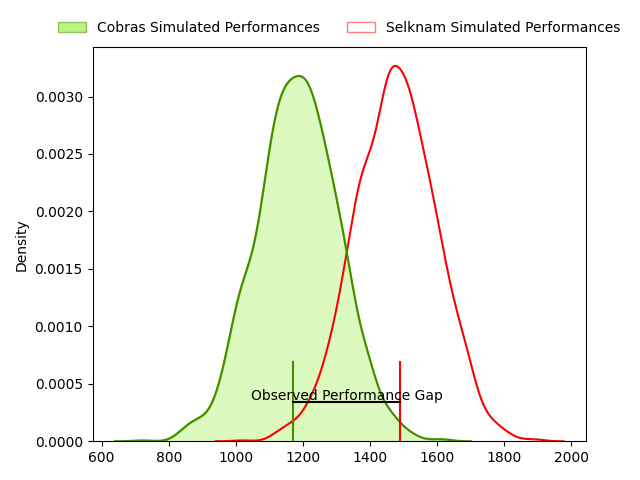 Cobras Simulated Performances
Selknam Simulated Performances
Density
0.0030
0.0025
0.0020
0.0015
0.0010
0.0005
0.0000
Observed Performance Gap
600 800 1000 1200 1400 1600 1800 2000